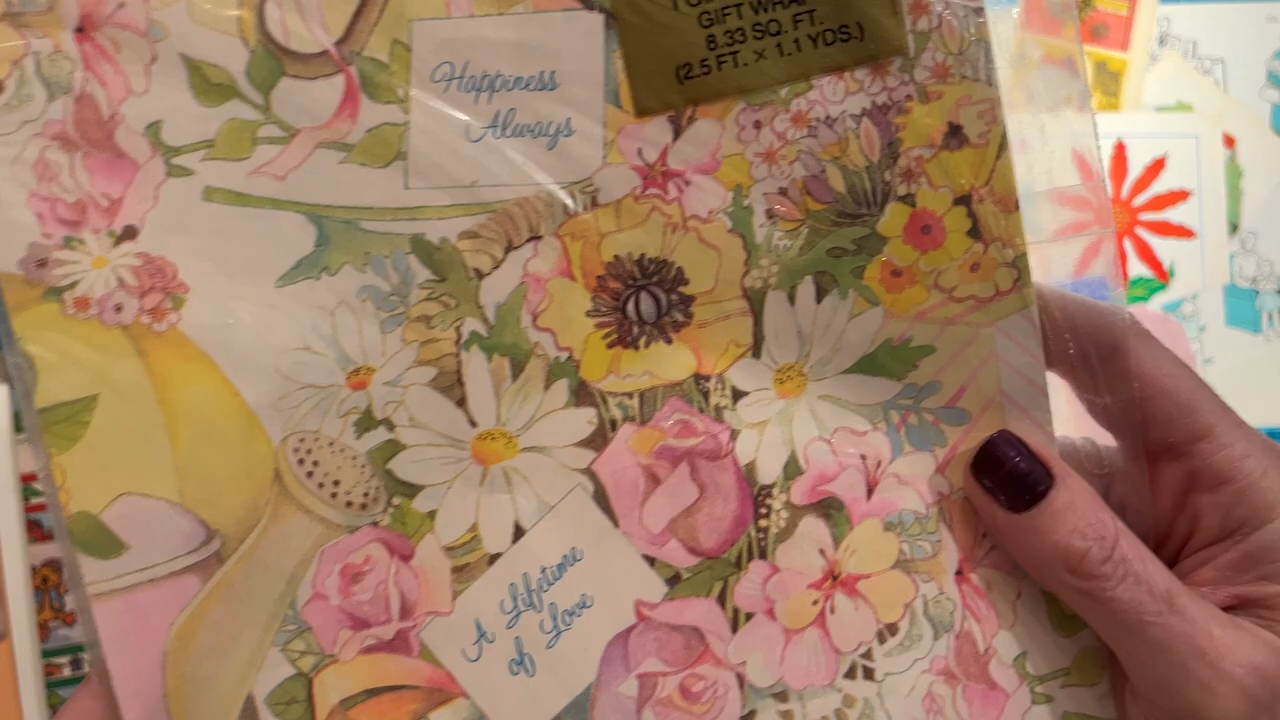 Happiness
Always
GIFT WRAP
8.33 SQ. FT.
(2.5 FT. × 1.1 YDS.)
A Lifetime
of Love